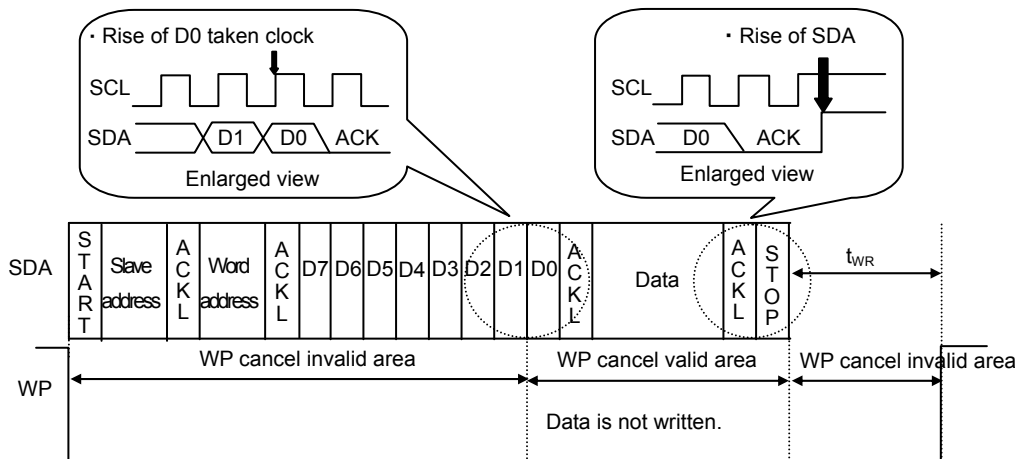 ・Rise of D0 taken clock
SCL
SDA D1 D0 ACK
Enlarged view
・Rise of SDA
SCL
SDA D0 ACK
Enlarged view
SDA
START
Slave address
ACKL
Word address
ACKL
D7 D6 D5 D4 D3 D2 D1 D0
ACKL
Data
ACKL
STOP
tWR
WP
WP cancel invalid area
WP cancel valid area
WP cancel invalid area
Data is not written.